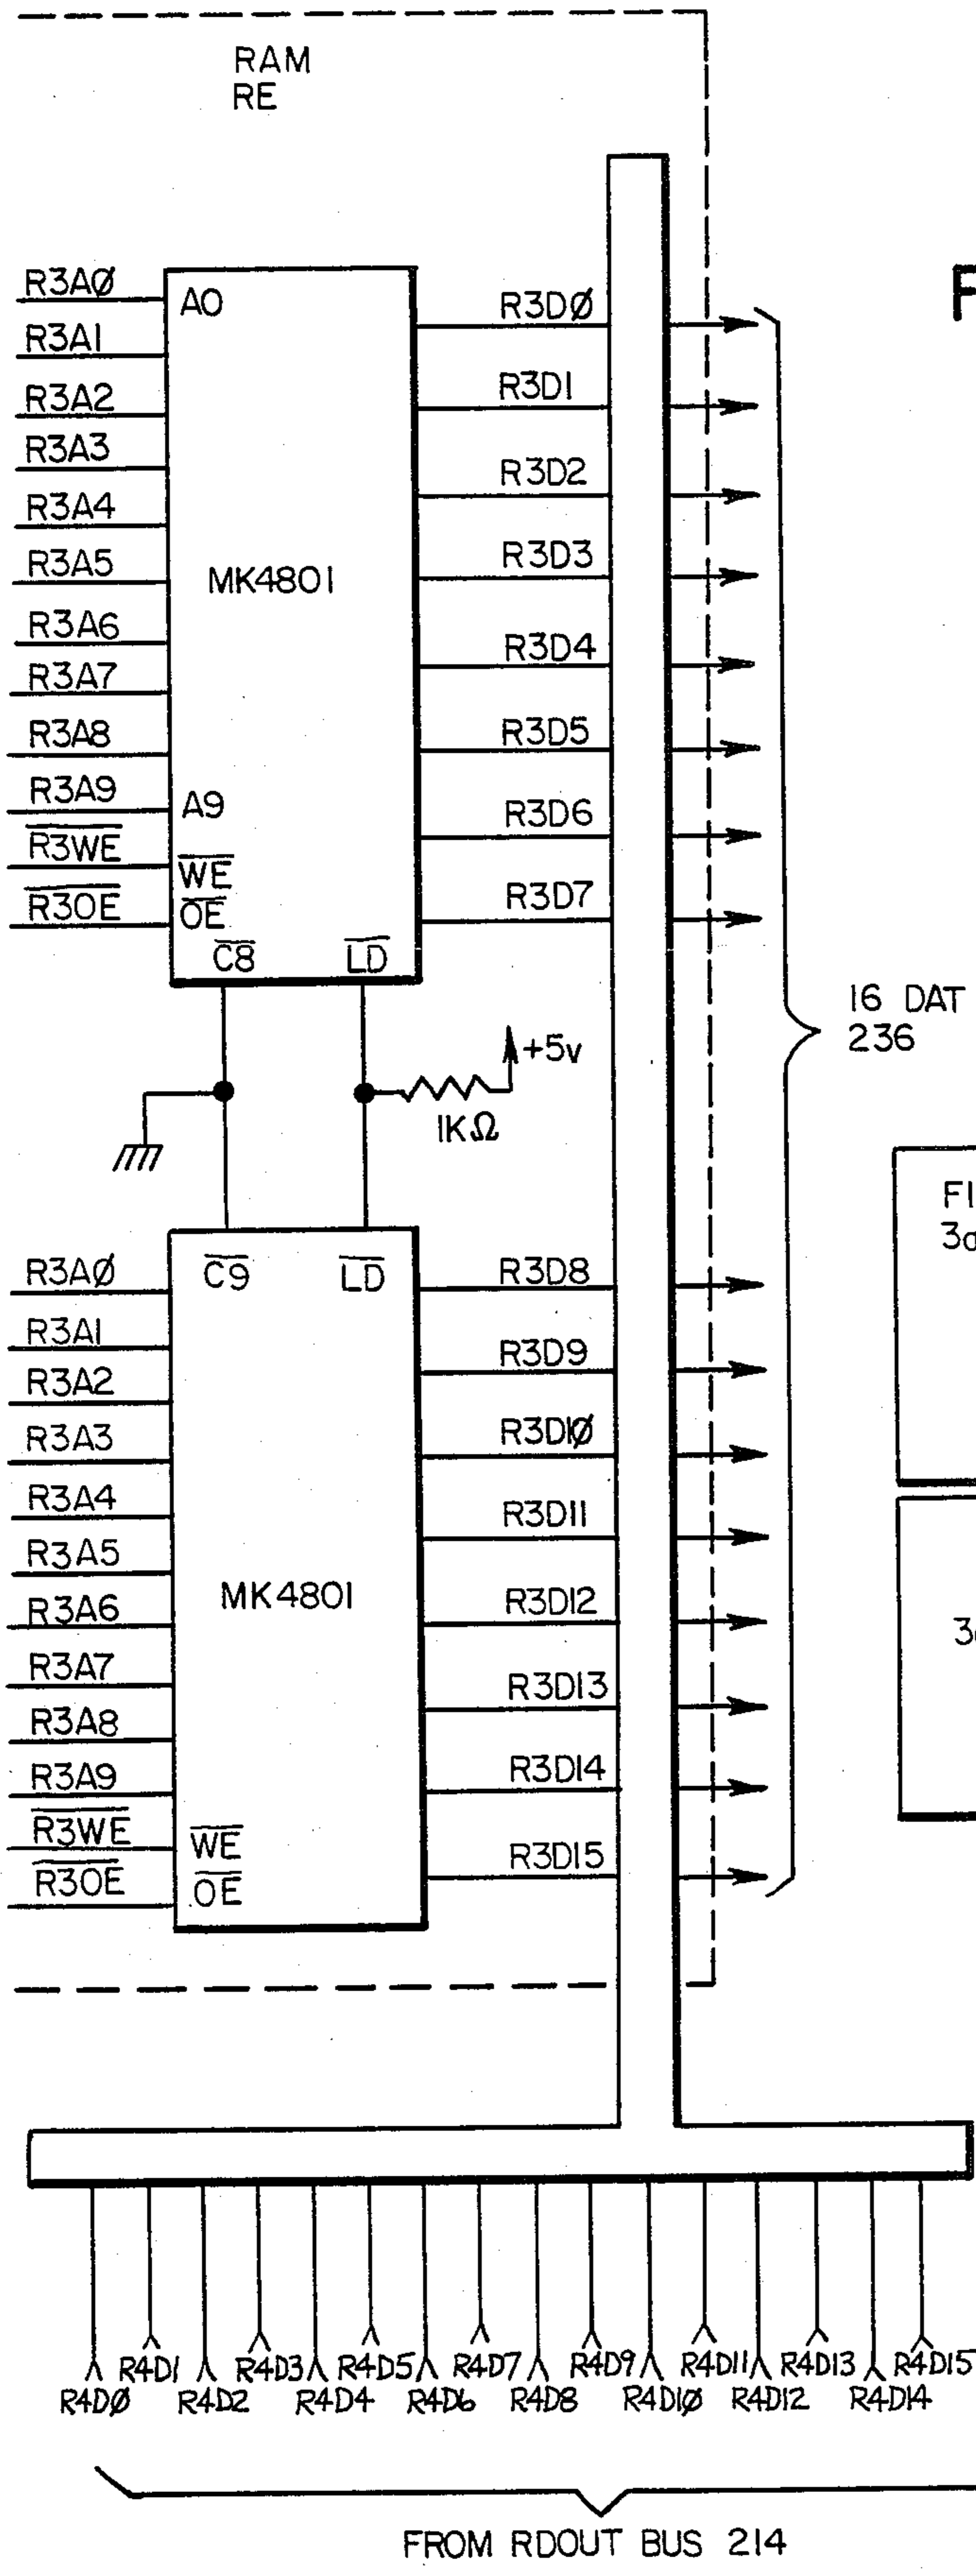 RAM
RE
R3AØ
R3A1
R3A2
R3A3
R3A4
R3A5
R3A6
R3A7
R3A8
R3A9
R3WE
R3OE
A0
MK4801
A9
WE
OE
C8 LD
R3DØ
R3D1
R3D2
R3D3
R3D4
R3D5
R3D6
R3D7
+5v
1KΩ
16 DAT
236
F
FI
3a
3
R3AØ
R3A1
R3A2
R3A3
R3A4
R3A5
R3A6
R3A7
R3A8
R3A9
R3WE
R3OE
C9 LD
MK4801
WE
OE
R3D8
R3D9
R3D1Ø
R3D11
R3D12
R3D13
R3D14
R3D15
R4D1 R4D3 R4D5 R4D7 R4D9 R4D11 R4D13 R4D15
R4DØ R4D2 R4D4 R4D6 R4D8 R4D1Ø R4D12 R4D14
FROM RDOUT BUS 214